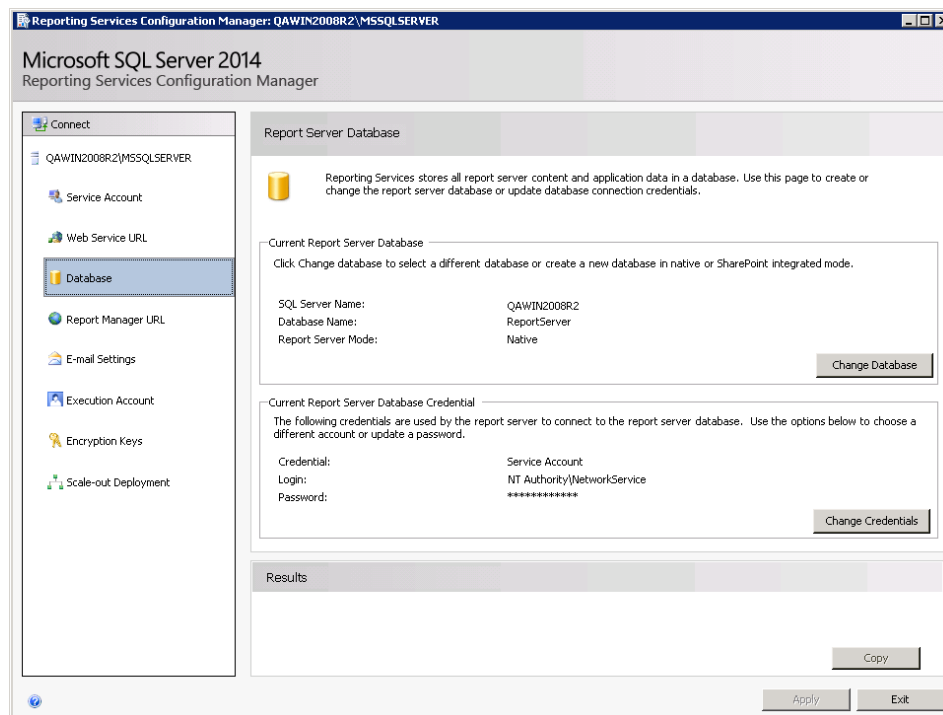 Reporting Services Configuration Manager: QAWIN2008R2\MSSQLSERVER
Microsoft SQL Server 2014
Reporting Services Configuration Manager
Connect
QAWIN2008R2\MSSQLSERVER
Service Account
Web Service URL
Database
Report Manager URL
E-mail Settings
Execution Account
Encryption Keys
Scale-out Deployment
Report Server Database
Reporting Services stores all report server content and application data in a database. Use this page to create or
change the report server database or update database connection credentials.
Current Report Server Database
Click Change database to select a different database or create a new database in native or SharePoint integrated mode.
SQL Server Name: QAWIN2008R2
Database Name: ReportServer
Report Server Mode: Native
Change Database
Current Report Server Database Credential
The following credentials are used by the report server to connect to the report server database. Use the options below to choose a
different account or update a password.
Credential: Service Account
Login: NT Authority\NetworkService
Password: ************
Change Credentials
Results
Copy
Apply
Exit